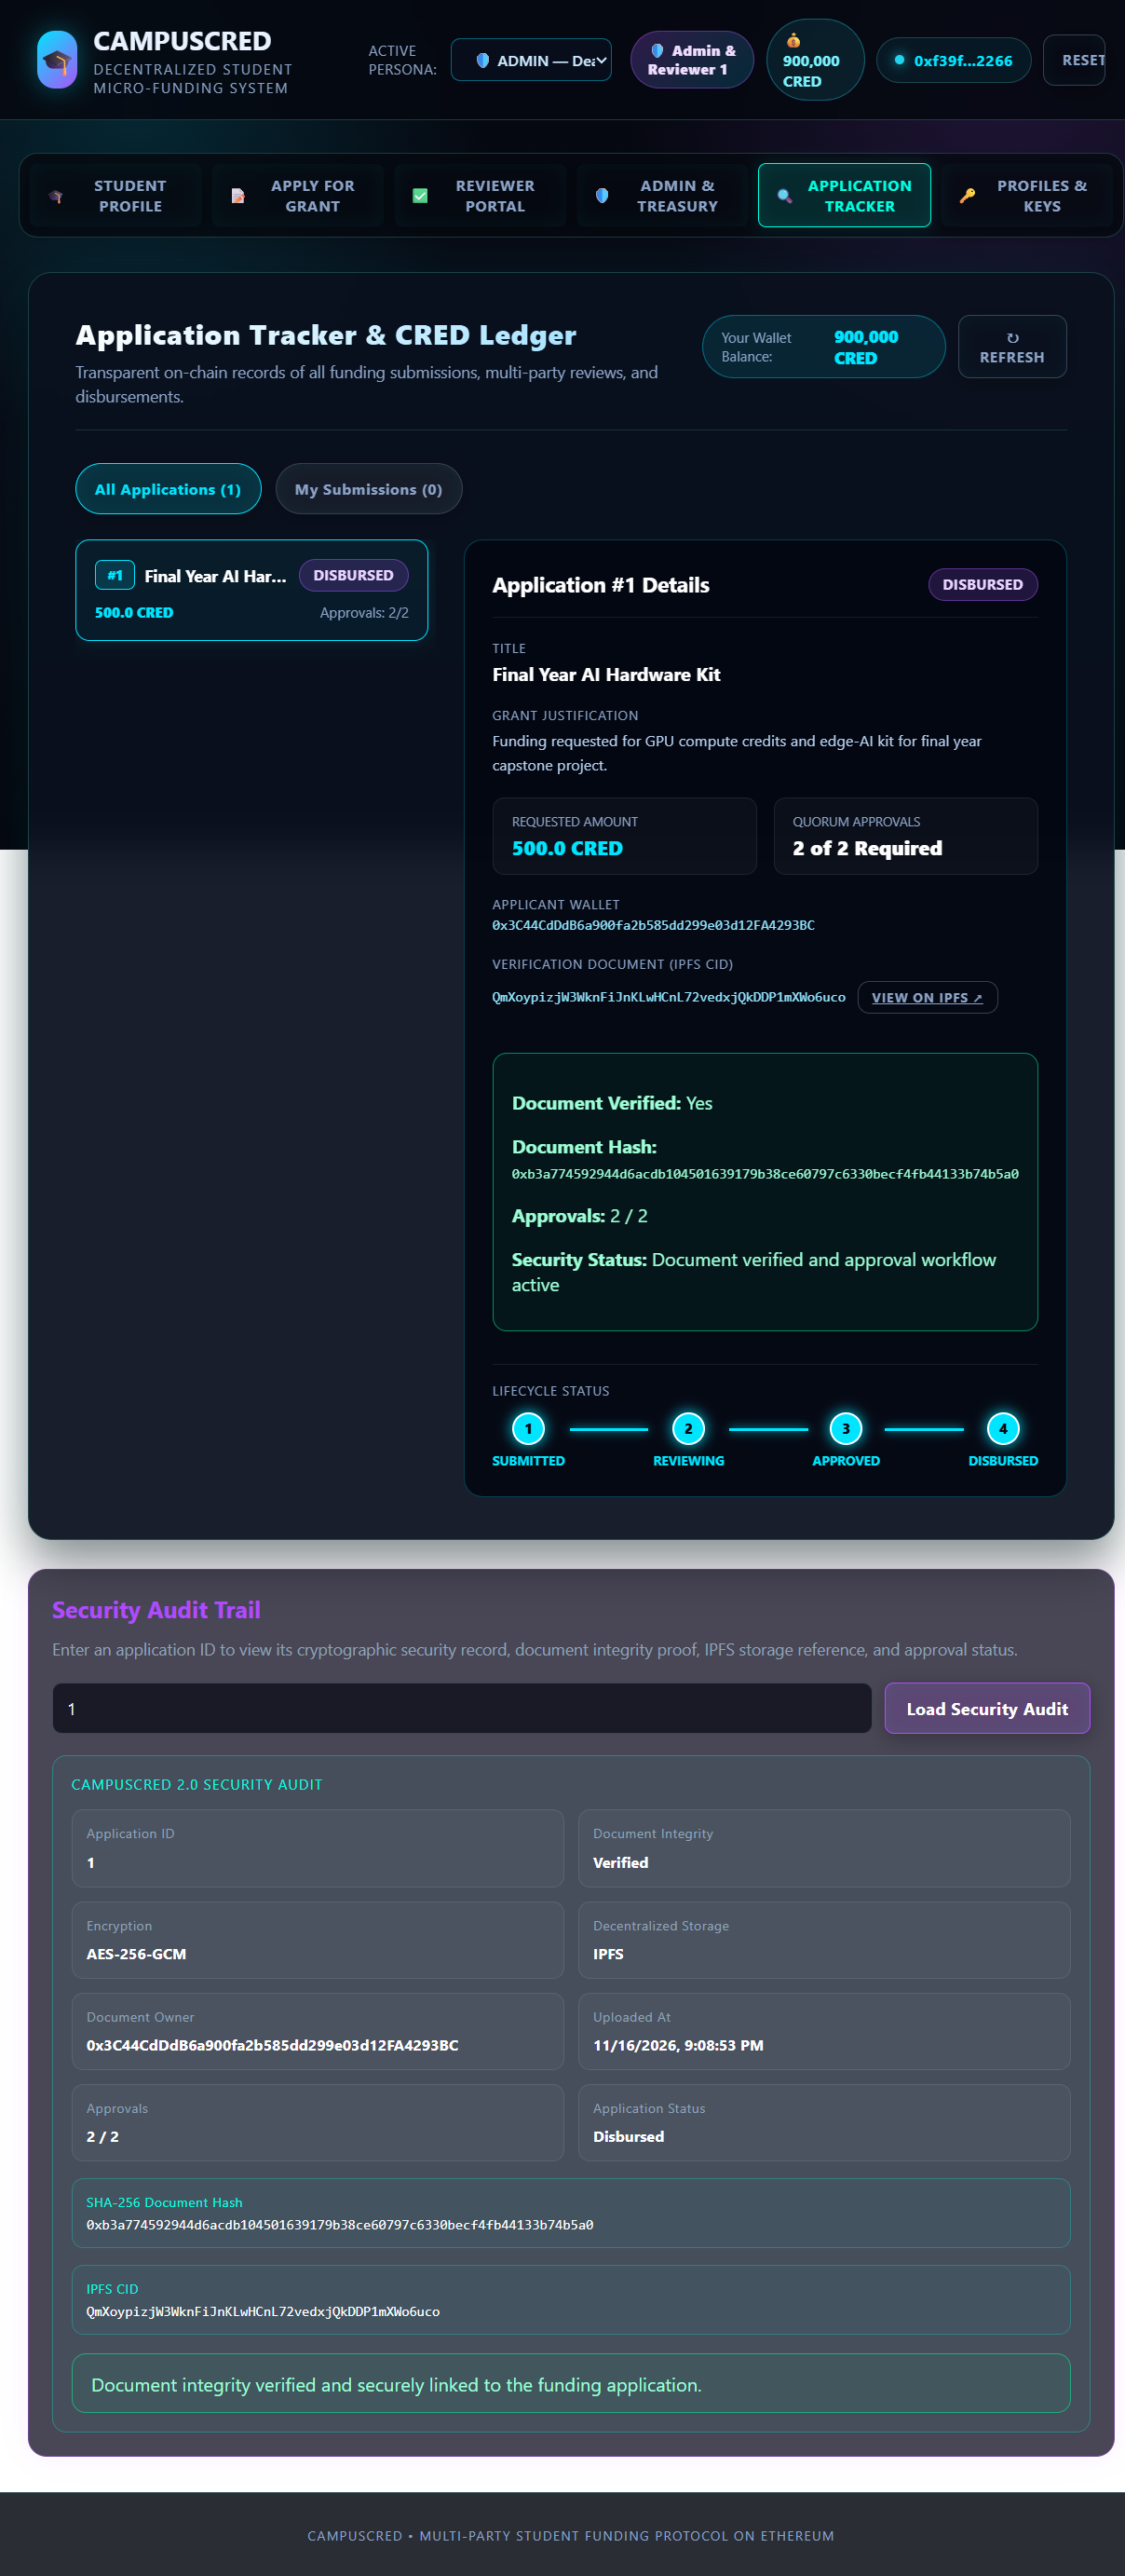 CAMPUSCRED
DECENTRALIZED STUDENT
MICRO-FUNDING SYSTEM
ACTIVE
PERSONA:
ADMIN — Dea
Admin &
Reviewer 1
900,000
CRED
0xf39f...2266
RESET
STUDENT
PROFILE
APPLY FOR
GRANT
REVIEWER
PORTAL
ADMIN &
TREASURY
APPLICATION
TRACKER
PROFILES &
KEYS
Application Tracker & CRED Ledger
Transparent on-chain records of all funding submissions, multi-party reviews, and
disbursements.
Your Wallet
Balance:
900,000
CRED
↻
REFRESH
All Applications (1)
My Submissions (0)
#1 Final Year AI Har... DISBURSED
500.0 CRED Approvals: 2/2
Application #1 Details DISBURSED
TITLE
Final Year AI Hardware Kit
GRANT JUSTIFICATION
Funding requested for GPU compute credits and edge-AI kit for final year
capstone project.
REQUESTED AMOUNT
500.0 CRED
QUORUM APPROVALS
2 of 2 Required
APPLICANT WALLET
0x3C44CdDdB6a900fa2b585dd299e03d12FA4293BC
VERIFICATION DOCUMENT (IPFS CID)
QmXoypizjW3WknFiJnKLwHCnL72vedxjQkDDP1mXWo6uco VIEW ON IPFS ↗
Document Verified: Yes
Document Hash:
0xb3a774592944d6acdb104501639179b38ce60797c6330becf4fb44133b74b5a0
Approvals: 2 / 2
Security Status: Document verified and approval workflow
active
LIFECYCLE STATUS
1 2 3 4
SUBMITTED REVIEWING APPROVED DISBURSED
Security Audit Trail
Enter an application ID to view its cryptographic security record, document integrity proof, IPFS storage reference, and approval status.
1
Load Security Audit
CAMPUSCRED 2.0 SECURITY AUDIT
Application ID
1
Document Integrity
Verified
Encryption
AES-256-GCM
Decentralized Storage
IPFS
Document Owner
0x3C44CdDdB6a900fa2b585dd299e03d12FA4293BC
Uploaded At
11/16/2026, 9:08:53 PM
Approvals
2 / 2
Application Status
Disbursed
SHA-256 Document Hash
0xb3a774592944d6acdb104501639179b38ce60797c6330becf4fb44133b74b5a0
IPFS CID
QmXoypizjW3WknFiJnKLwHCnL72vedxjQkDDP1mXWo6uco
Document integrity verified and securely linked to the funding application.
CAMPUSCRED • MULTI-PARTY STUDENT FUNDING PROTOCOL ON ETHEREUM